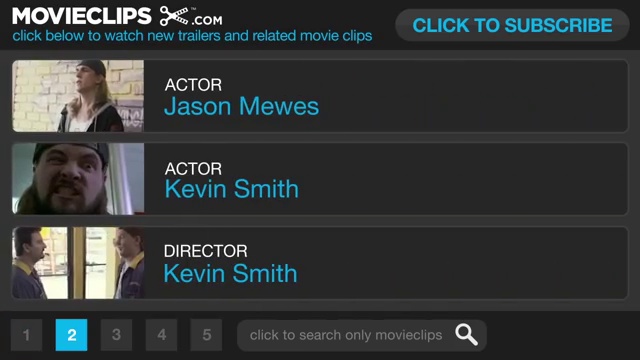 MOVIECLIPS .COM
click below to watch new trailers and related movie clips
CLICK TO SUBSCRIBE
ACTOR
Jason Mewes
ACTOR
Kevin Smith
DIRECTOR
Kevin Smith
1 2 3 4 5
click to search only movieclips